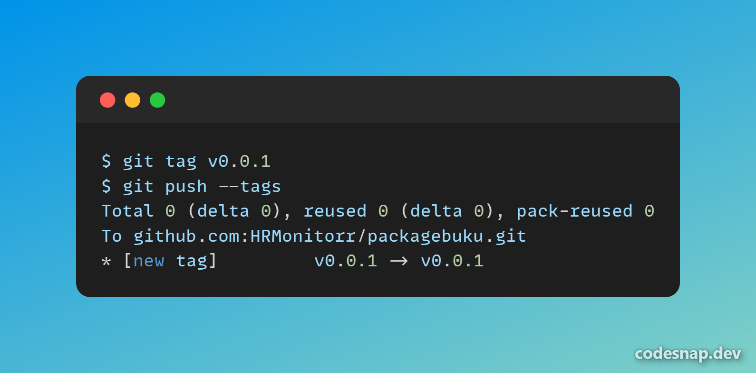 $ git tag v0.0.1
$ git push --tags
Total 0 (delta 0), reused 0 (delta 0), pack-reused 0
To github.com:HRMonitorr/packagebuku.git
* [new tag]         v0.0.1 -> v0.0.1
codesnap.dev